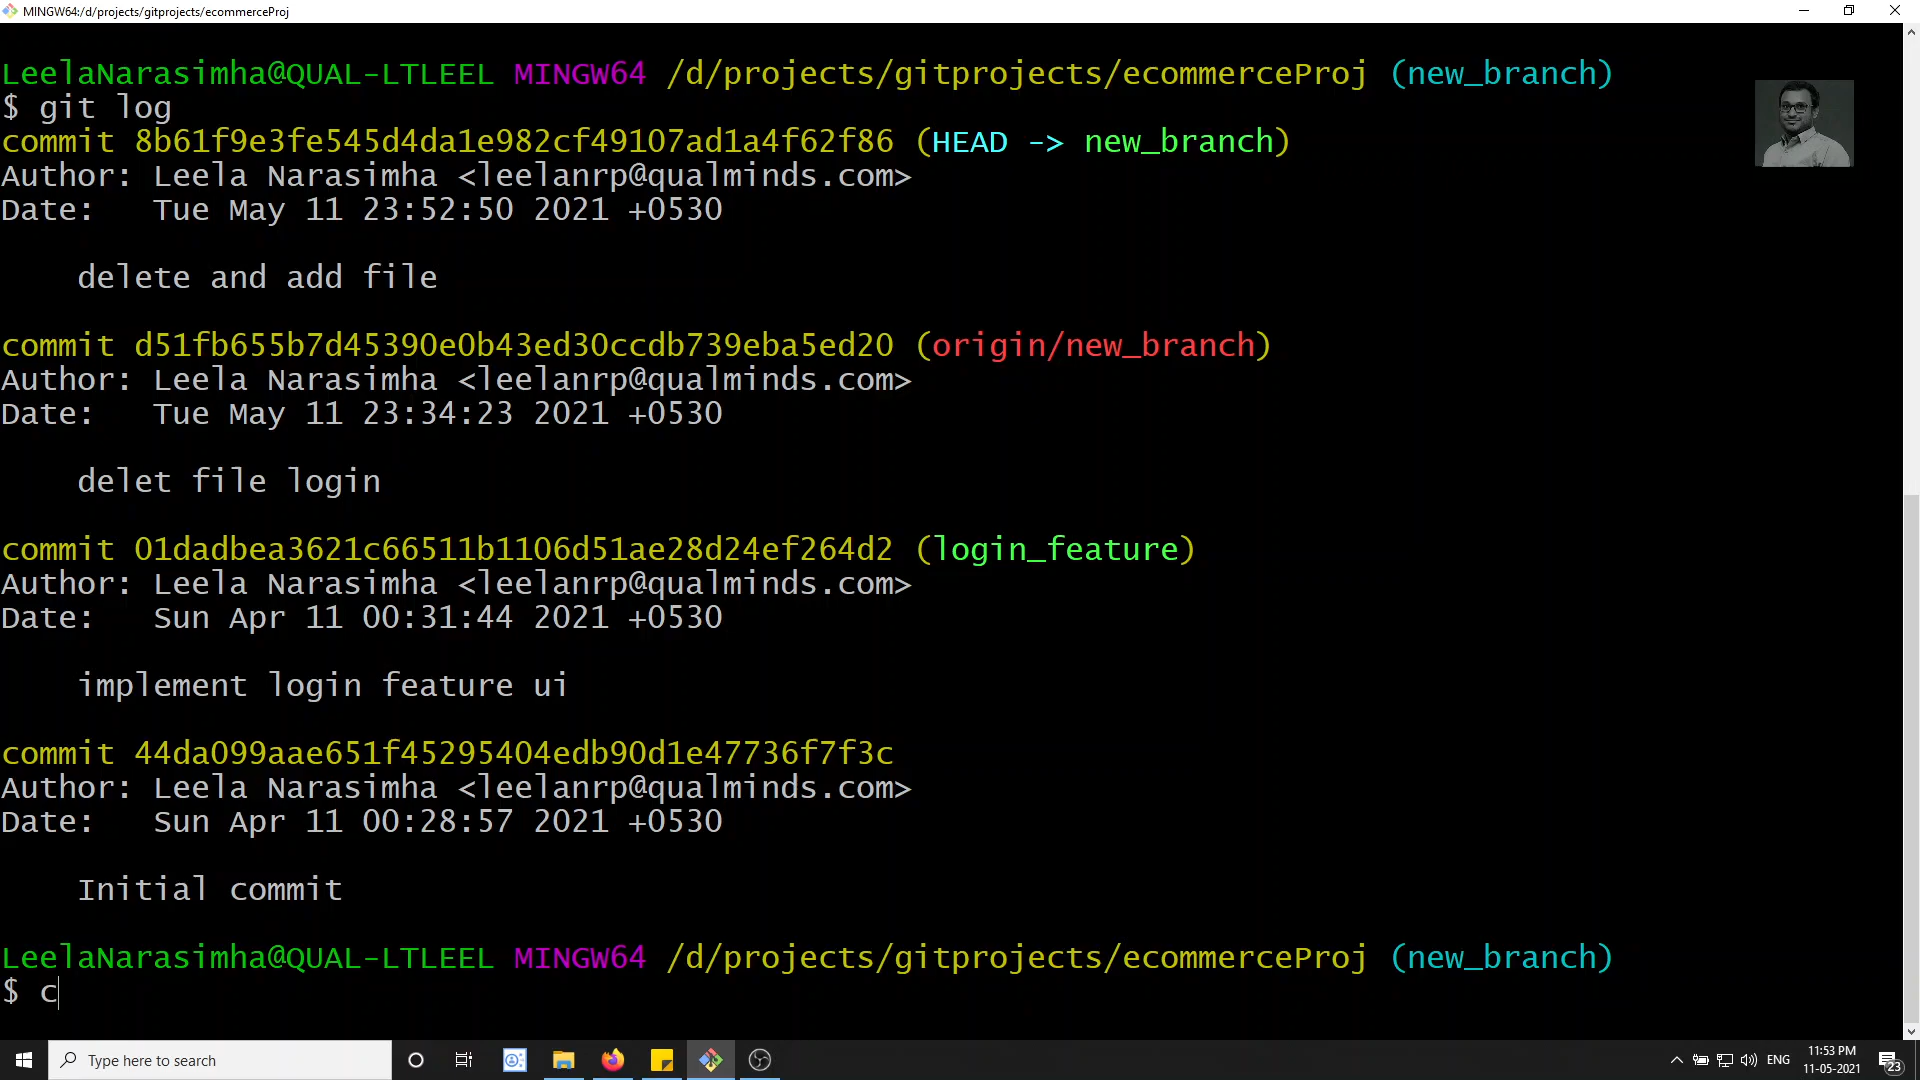 MINGW64:/d/projects/gitprojects/ecommerceProj
LeelaNarasimha@QUAL-LTLEEL MINGW64 /d/projects/gitprojects/ecommerceProj (new_branch)
$ git log
commit 8b61f9e3fe545d4da1e982cf49107ad1a4f62f86 (HEAD -> new_branch)
Author: Leela Narasimha <leelanrp@qualminds.com>
Date:   Tue May 11 23:52:50 2021 +0530
    delete and add file
commit d51fb655b7d45390e0b43ed30ccdb739eba5ed20 (origin/new_branch)
Author: Leela Narasimha <leelanrp@qualminds.com>
Date:   Tue May 11 23:34:23 2021 +0530
    delet file login
commit 01dadbea3621c66511b1106d51ae28d24ef264d2 (login_feature)
Author: Leela Narasimha <leelanrp@qualminds.com>
Date:   Sun Apr 11 00:31:44 2021 +0530
    implement login feature ui
commit 44da099aae651f45295404edb90d1e47736f7f3c
Author: Leela Narasimha <leelanrp@qualminds.com>
Date:   Sun Apr 11 00:28:57 2021 +0530
    Initial commit
LeelaNarasimha@QUAL-LTLEEL MINGW64 /d/projects/gitprojects/ecommerceProj (new_branch)
$ c
Type here to search
ENG
11:53 PM
11-05-2021
23